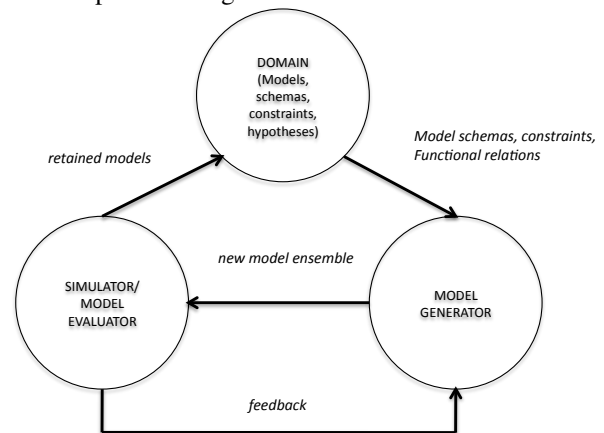 DOMAIN
(Models,
schemas,
constraints,
hypotheses)
retained models
Model schemas, constraints,
Functional relations
new model ensemble
SIMULATOR/
MODEL
EVALUATOR
MODEL
GENERATOR
feedback